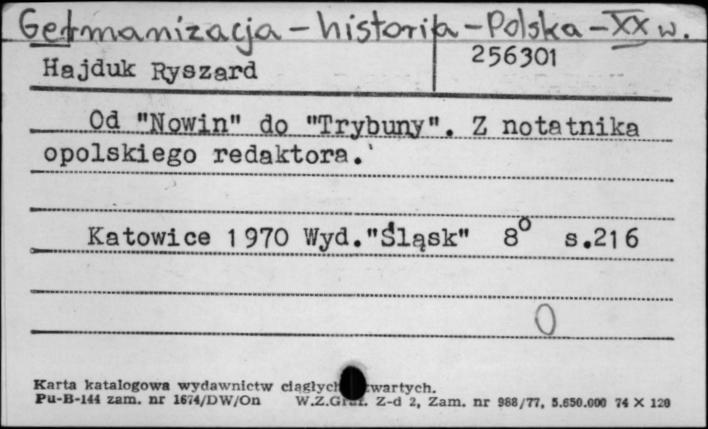 Germanizacja – historia – Polska – XX w.
256301
Hajduk Ryszard
Od "Nowin" do "Trybuny". Z notatnika
opolskiego redaktora.
Katowice 1970 Wyd."Śląsk" 8° s.216
0
Karta katalogowa wydawnictw ciągłych wartych.
Pu-B-144 zam. nr 1674/DW/On W.Z.Graf. Z-d 2, Zam. nr 988/77, 5.650.000 74 X 120